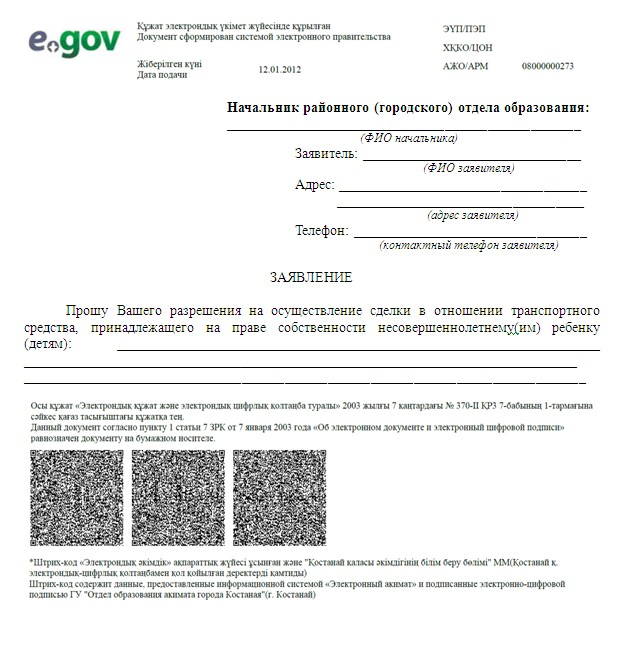 e.gov
Құжат электрондық үкімет жүйесінде құрылған
Документ сформирован системой электронного правительства
ЭҮП/ПЭП
ХҚКО/ЦОН
Жіберілген күні
Дата подачи
12.01.2012
АЖО/АРМ 08000000273
Начальник районного (городского) отдела образования:
(ФИО начальника)
Заявитель:
(ФИО заявителя)
Адрес:
(адрес заявителя)
Телефон:
(контактный телефон заявителя)
ЗАЯВЛЕНИЕ
Прошу Вашего разрешения на осуществление сделки в отношении транспортного
средства, принадлежащего на праве собственности несовершеннолетнему(им) ребенку
(детям):
Осы құжат «Электрондық құжат және электрондық цифрлық қолтаңба туралы» 2003 жылғы 7 қаңтардағы № 370-II ҚРЗ 7-бабының 1-тармағына
сәйкес қағаз тасығыштағы құжатқа тең.
Данный документ согласно пункту 1 статьи 7 ЗРК от 7 января 2003 года «Об электронном документе и электронный цифровой подписи»
равнозначен документу на бумажном носителе.
*Штрих-код «Электрондық әкімдік» ақпараттық жүйесі ұсынған және "Қостанай қаласы әкімдігінің білім беру бөлімі" ММ(Қостанай қ.
электрондық-цифрлық қолтаңбамен қол қойылған деректерді қамтиды)
Штрих-код содержит данные, предоставленные информационной системой «Электронный акимат» и подписанные электронно-цифровой
подписью ГУ "Отдел образования акимата города Костаная"(г. Костанай)